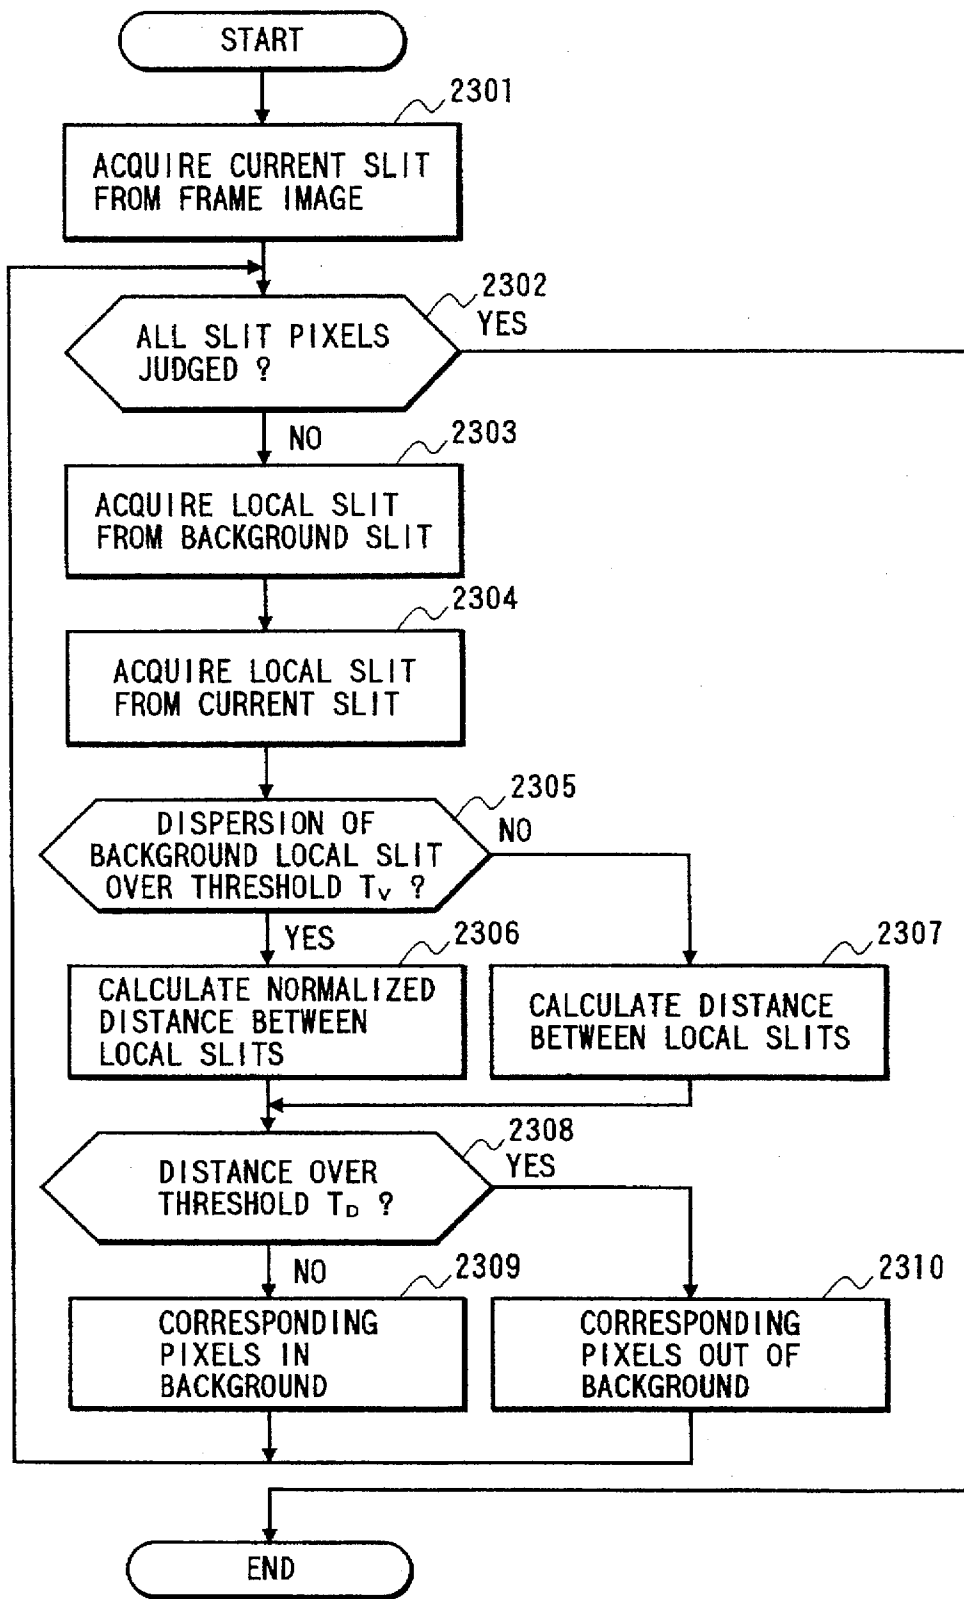 START
2301
ACQUIRE CURRENT SLIT
FROM FRAME IMAGE
2302
ALL SLIT PIXELS
JUDGED ?
YES
NO
2303
ACQUIRE LOCAL SLIT
FROM BACKGROUND SLIT
2304
ACQUIRE LOCAL SLIT
FROM CURRENT SLIT
2305
DISPERSION OF
BACKGROUND LOCAL SLIT
OVER THRESHOLD Tv ?
NO
YES
2306
CALCULATE NORMALIZED
DISTANCE BETWEEN
LOCAL SLITS
2307
CALCULATE DISTANCE
BETWEEN LOCAL SLITS
2308
DISTANCE OVER
THRESHOLD TD ?
YES
NO
2309
CORRESPONDING
PIXELS IN
BACKGROUND
2310
CORRESPONDING
PIXELS OUT OF
BACKGROUND
END